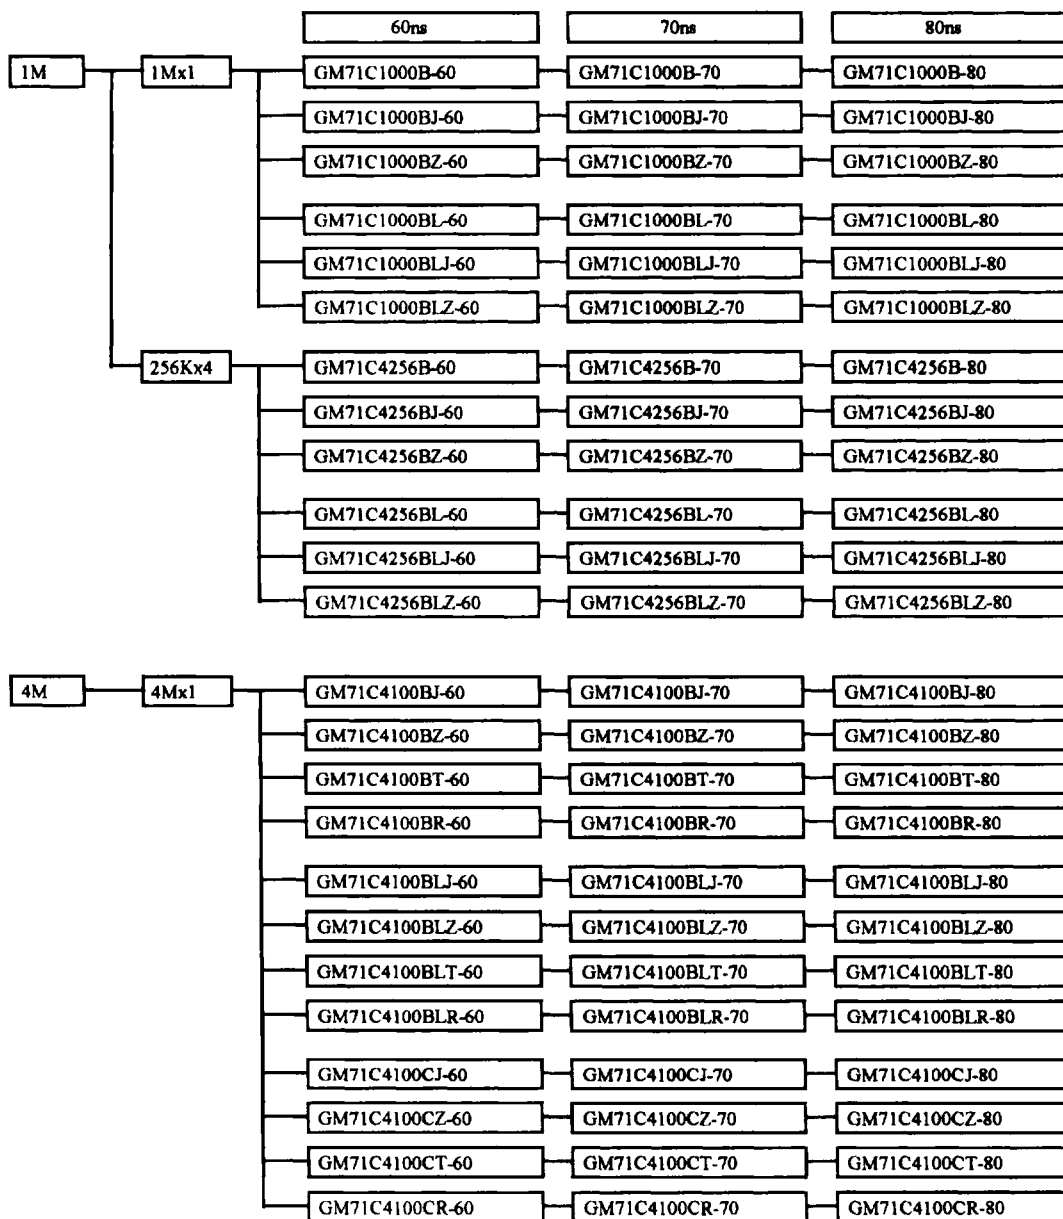 60ns 70ns 80ns
1M 1Mx1 GM71C1000B-60 GM71C1000B-70 GM71C1000B-80
GM71C1000BJ-60 GM71C1000BJ-70 GM71C1000BJ-80
GM71C1000BZ-60 GM71C1000BZ-70 GM71C1000BZ-80
GM71C1000BL-60 GM71C1000BL-70 GM71C1000BL-80
GM71C1000BLJ-60 GM71C1000BLJ-70 GM71C1000BLJ-80
GM71C1000BLZ-60 GM71C1000BLZ-70 GM71C1000BLZ-80
256Kx4 GM71C4256B-60 GM71C4256B-70 GM71C4256B-80
GM71C4256BJ-60 GM71C4256BJ-70 GM71C4256BJ-80
GM71C4256BZ-60 GM71C4256BZ-70 GM71C4256BZ-80
GM71C4256BL-60 GM71C4256BL-70 GM71C4256BL-80
GM71C4256BLJ-60 GM71C4256BLJ-70 GM71C4256BLJ-80
GM71C4256BLZ-60 GM71C4256BLZ-70 GM71C4256BLZ-80
4M 4Mx1 GM71C4100BJ-60 GM71C4100BJ-70 GM71C4100BJ-80
GM71C4100BZ-60 GM71C4100BZ-70 GM71C4100BZ-80
GM71C4100BT-60 GM71C4100BT-70 GM71C4100BT-80
GM71C4100BR-60 GM71C4100BR-70 GM71C4100BR-80
GM71C4100BLJ-60 GM71C4100BLJ-70 GM71C4100BLJ-80
GM71C4100BLZ-60 GM71C4100BLZ-70 GM71C4100BLZ-80
GM71C4100BLT-60 GM71C4100BLT-70 GM71C4100BLT-80
GM71C4100BLR-60 GM71C4100BLR-70 GM71C4100BLR-80
GM71C4100CJ-60 GM71C4100CJ-70 GM71C4100CJ-80
GM71C4100CZ-60 GM71C4100CZ-70 GM71C4100CZ-80
GM71C4100CT-60 GM71C4100CT-70 GM71C4100CT-80
GM71C4100CR-60 GM71C4100CR-70 GM71C4100CR-80